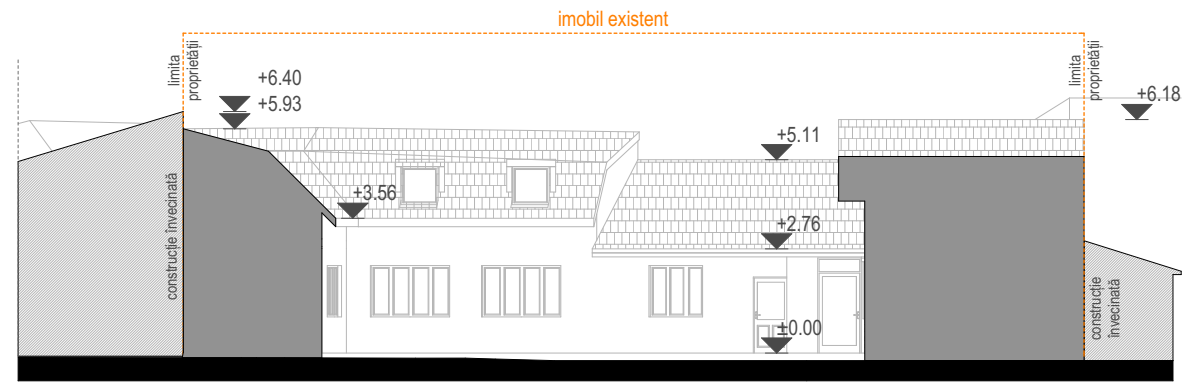 imobil existent
limita
proprietății
+6.40
+5.93
limita
proprietății
+6.18
+5.11
+3.56
+2.76
±0.00
construcție învecinată
construcție
învecinată